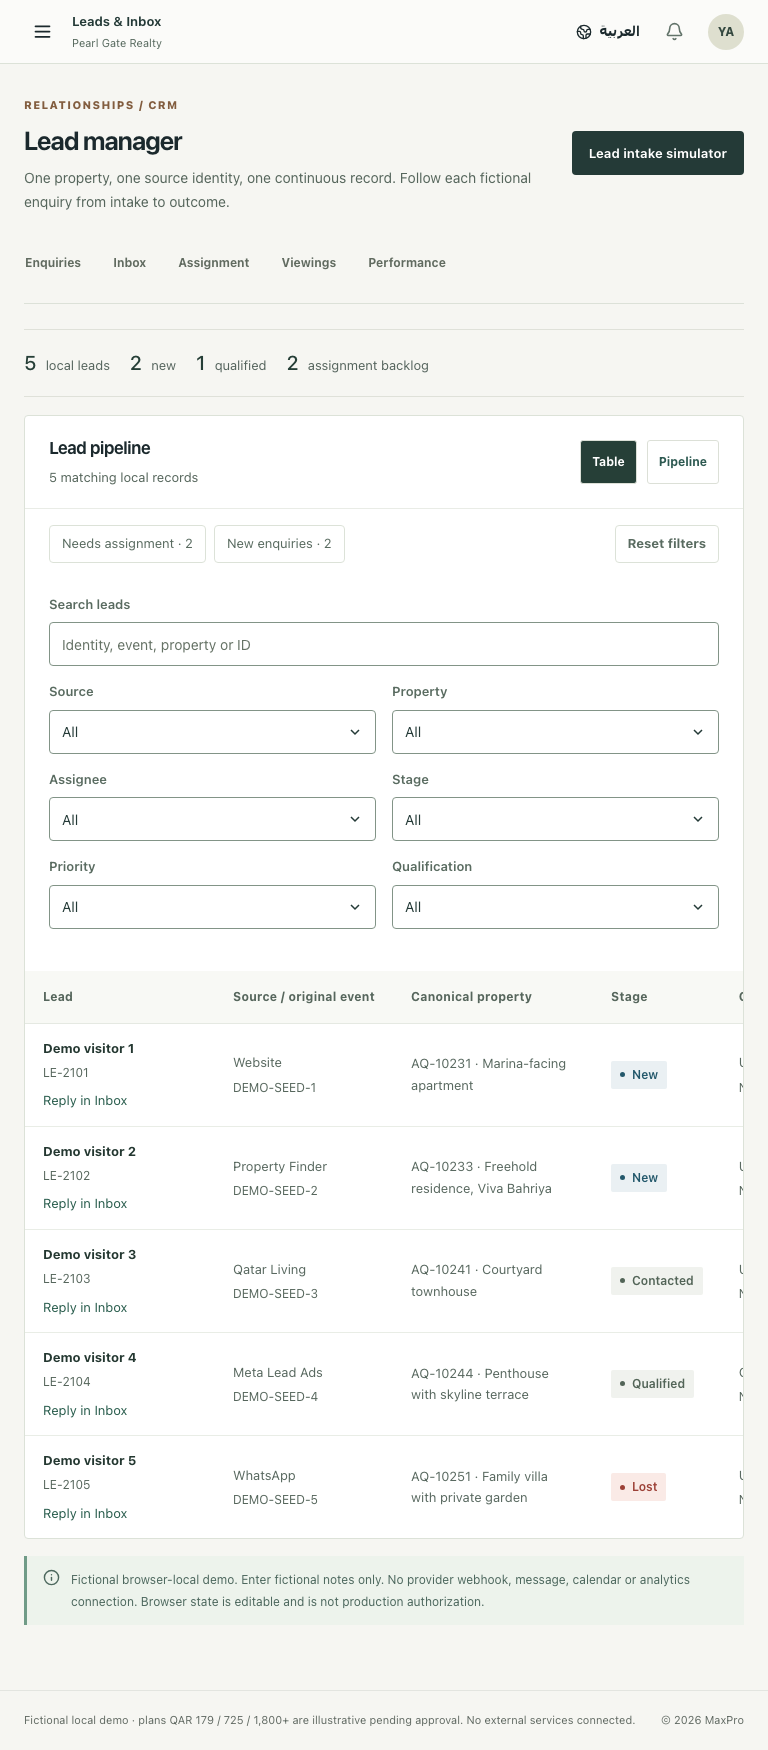 Leads & Inbox
Pearl Gate Realty
العربية
YA
RELATIONSHIPS / CRM
Lead manager
One property, one source identity, one continuous record. Follow each fictional
enquiry from intake to outcome.
Lead intake simulator
Enquiries Inbox Assignment Viewings Performance
5 local leads 2 new 1 qualified 2 assignment backlog
Lead pipeline
5 matching local records
Table Pipeline
Needs assignment · 2 New enquiries · 2 Reset filters
Search leads
Identity, event, property or ID
Source Property
All All
Assignee Stage
All All
Priority Qualification
All All
Lead Source / original event Canonical property Stage
Demo visitor 1
LE-2101
Reply in Inbox
Website
DEMO-SEED-1
AQ-10231 · Marina-facing
apartment
New
Demo visitor 2
LE-2102
Reply in Inbox
Property Finder
DEMO-SEED-2
AQ-10233 · Freehold
residence, Viva Bahriya
New
Demo visitor 3
LE-2103
Reply in Inbox
Qatar Living
DEMO-SEED-3
AQ-10241 · Courtyard
townhouse
Contacted
Demo visitor 4
LE-2104
Reply in Inbox
Meta Lead Ads
DEMO-SEED-4
AQ-10244 · Penthouse
with skyline terrace
Qualified
Demo visitor 5
LE-2105
Reply in Inbox
WhatsApp
DEMO-SEED-5
AQ-10251 · Family villa
with private garden
Lost
Fictional browser-local demo. Enter fictional notes only. No provider webhook, message, calendar or analytics
connection. Browser state is editable and is not production authorization.
Fictional local demo · plans QAR 179 / 725 / 1,800+ are illustrative pending approval. No external services connected.
© 2026 MaxPro